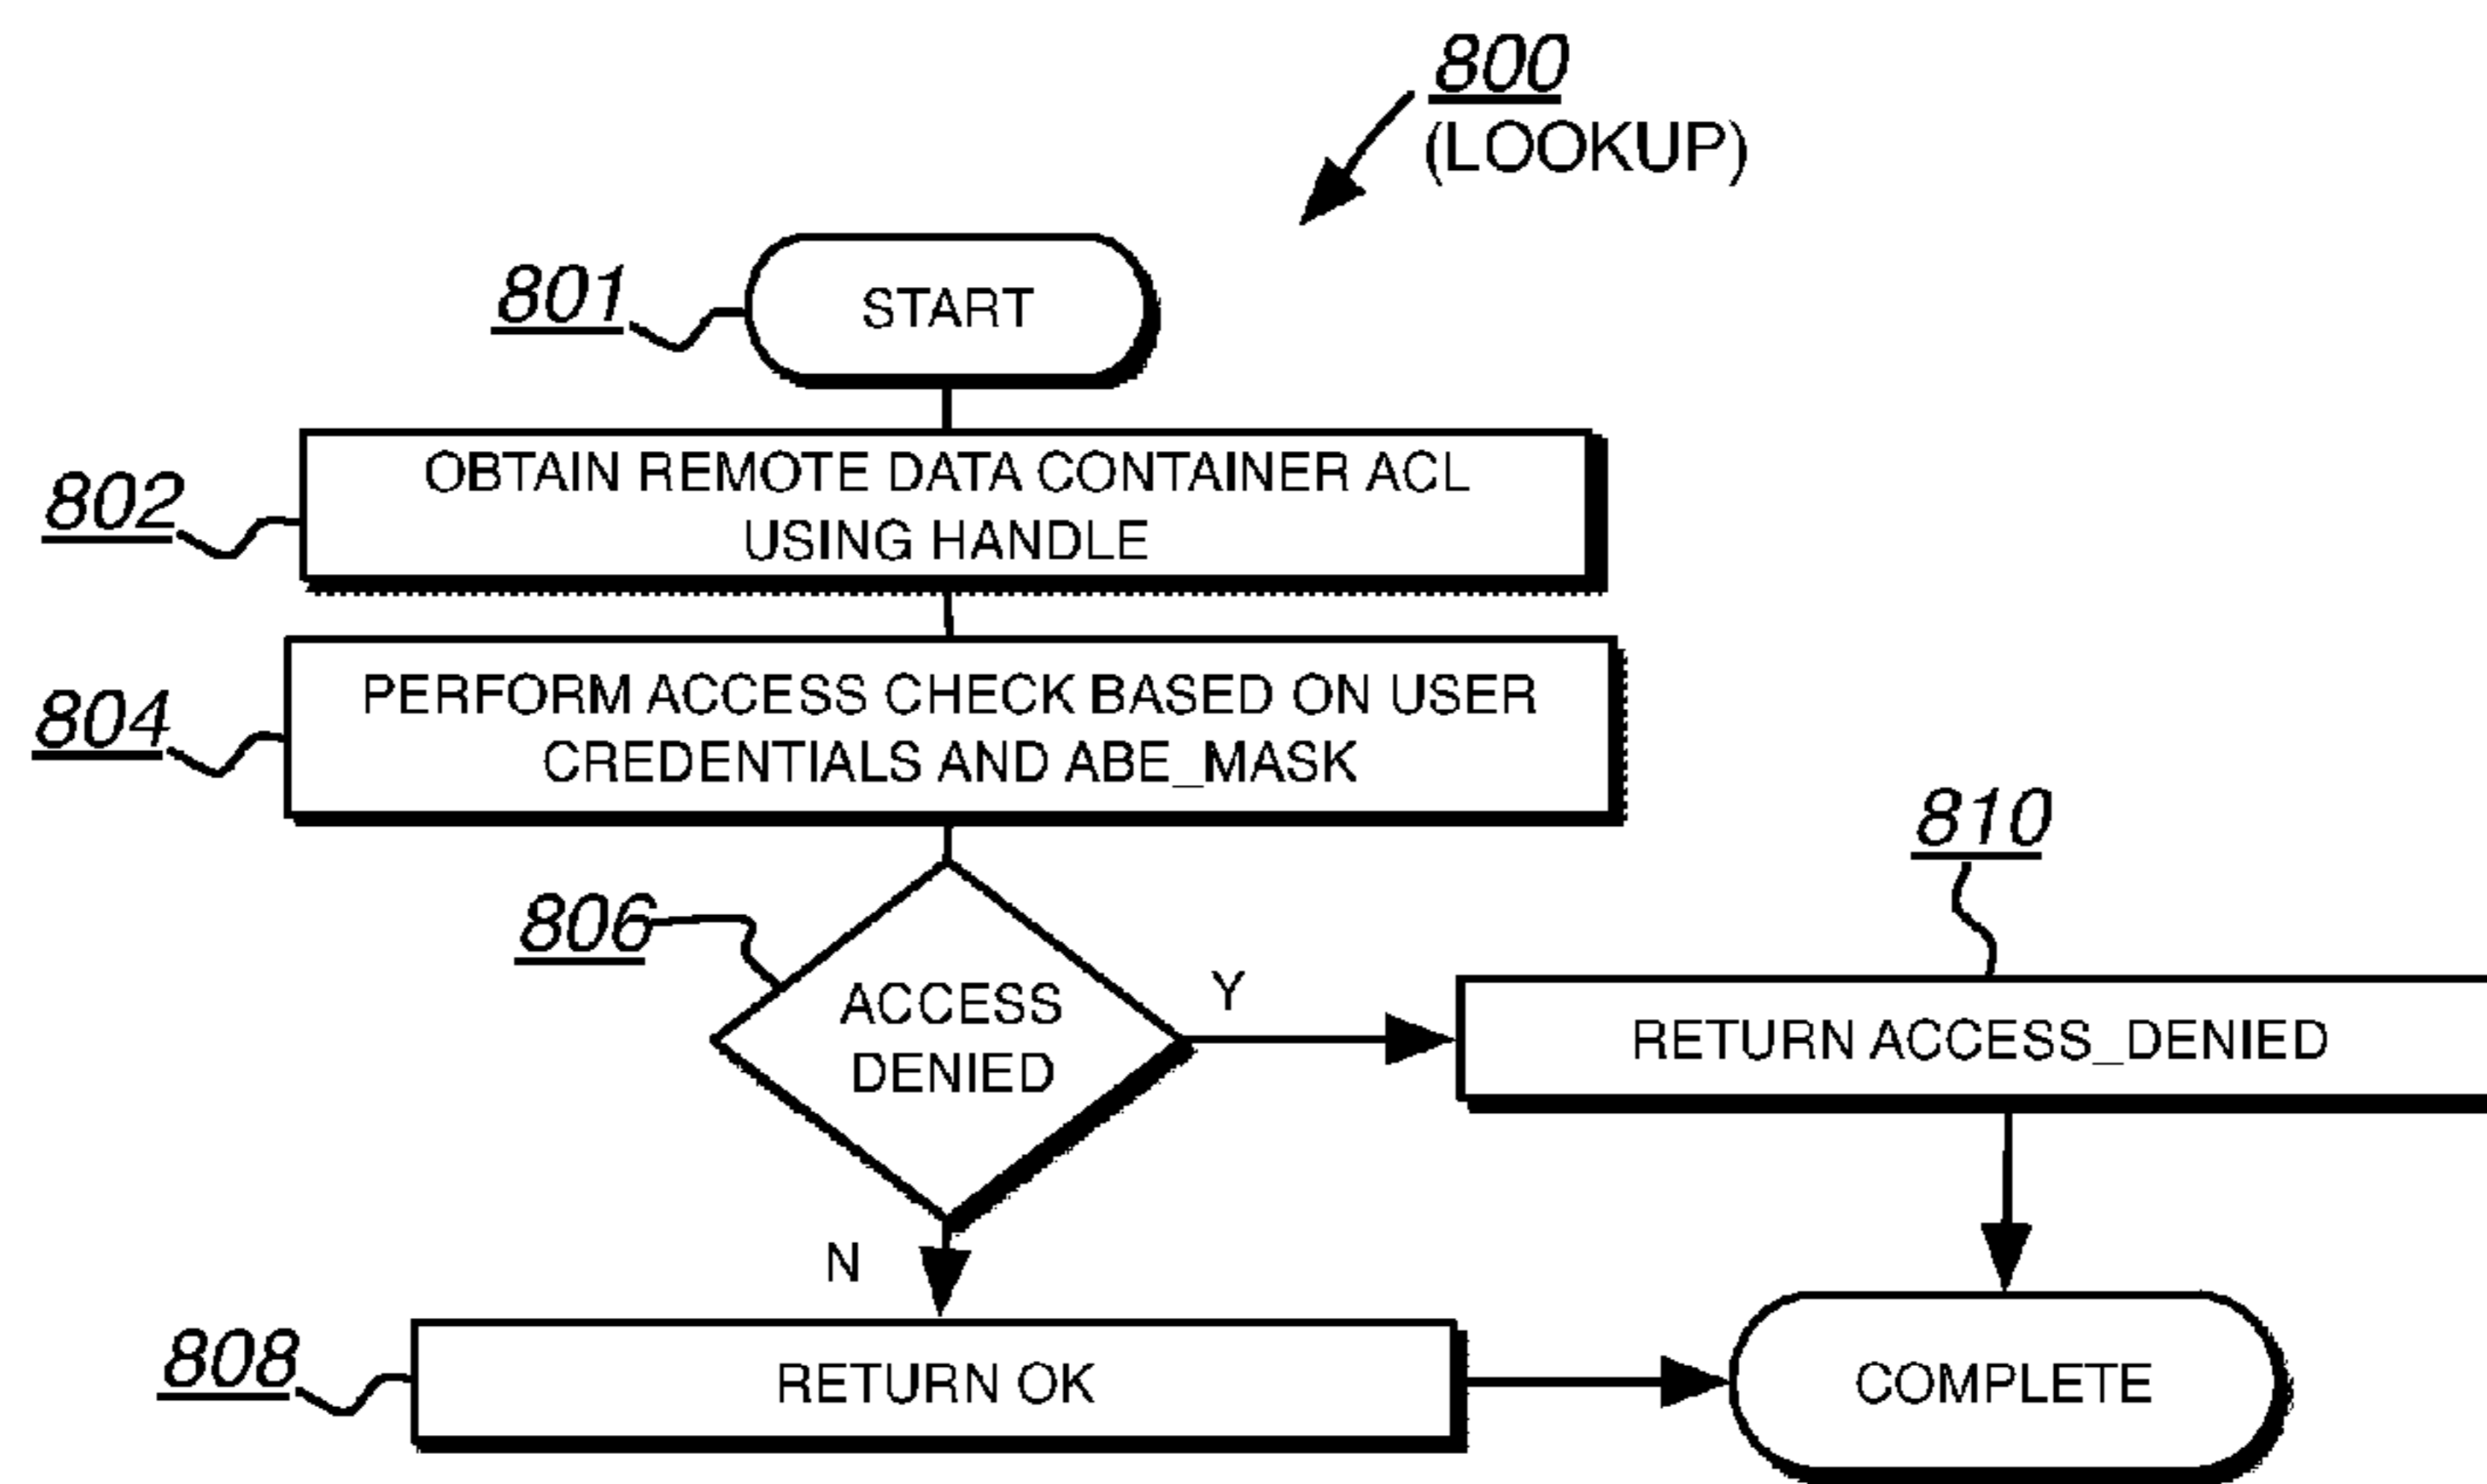 800
(LOOKUP)
801
START
802
OBTAIN REMOTE DATA CONTAINER ACL
USING HANDLE
804
PERFORM ACCESS CHECK BASED ON USER
CREDENTIALS AND ABE_MASK
806
ACCESS
DENIED
Y
810
RETURN ACCESS_DENIED
N
808
RETURN OK
COMPLETE